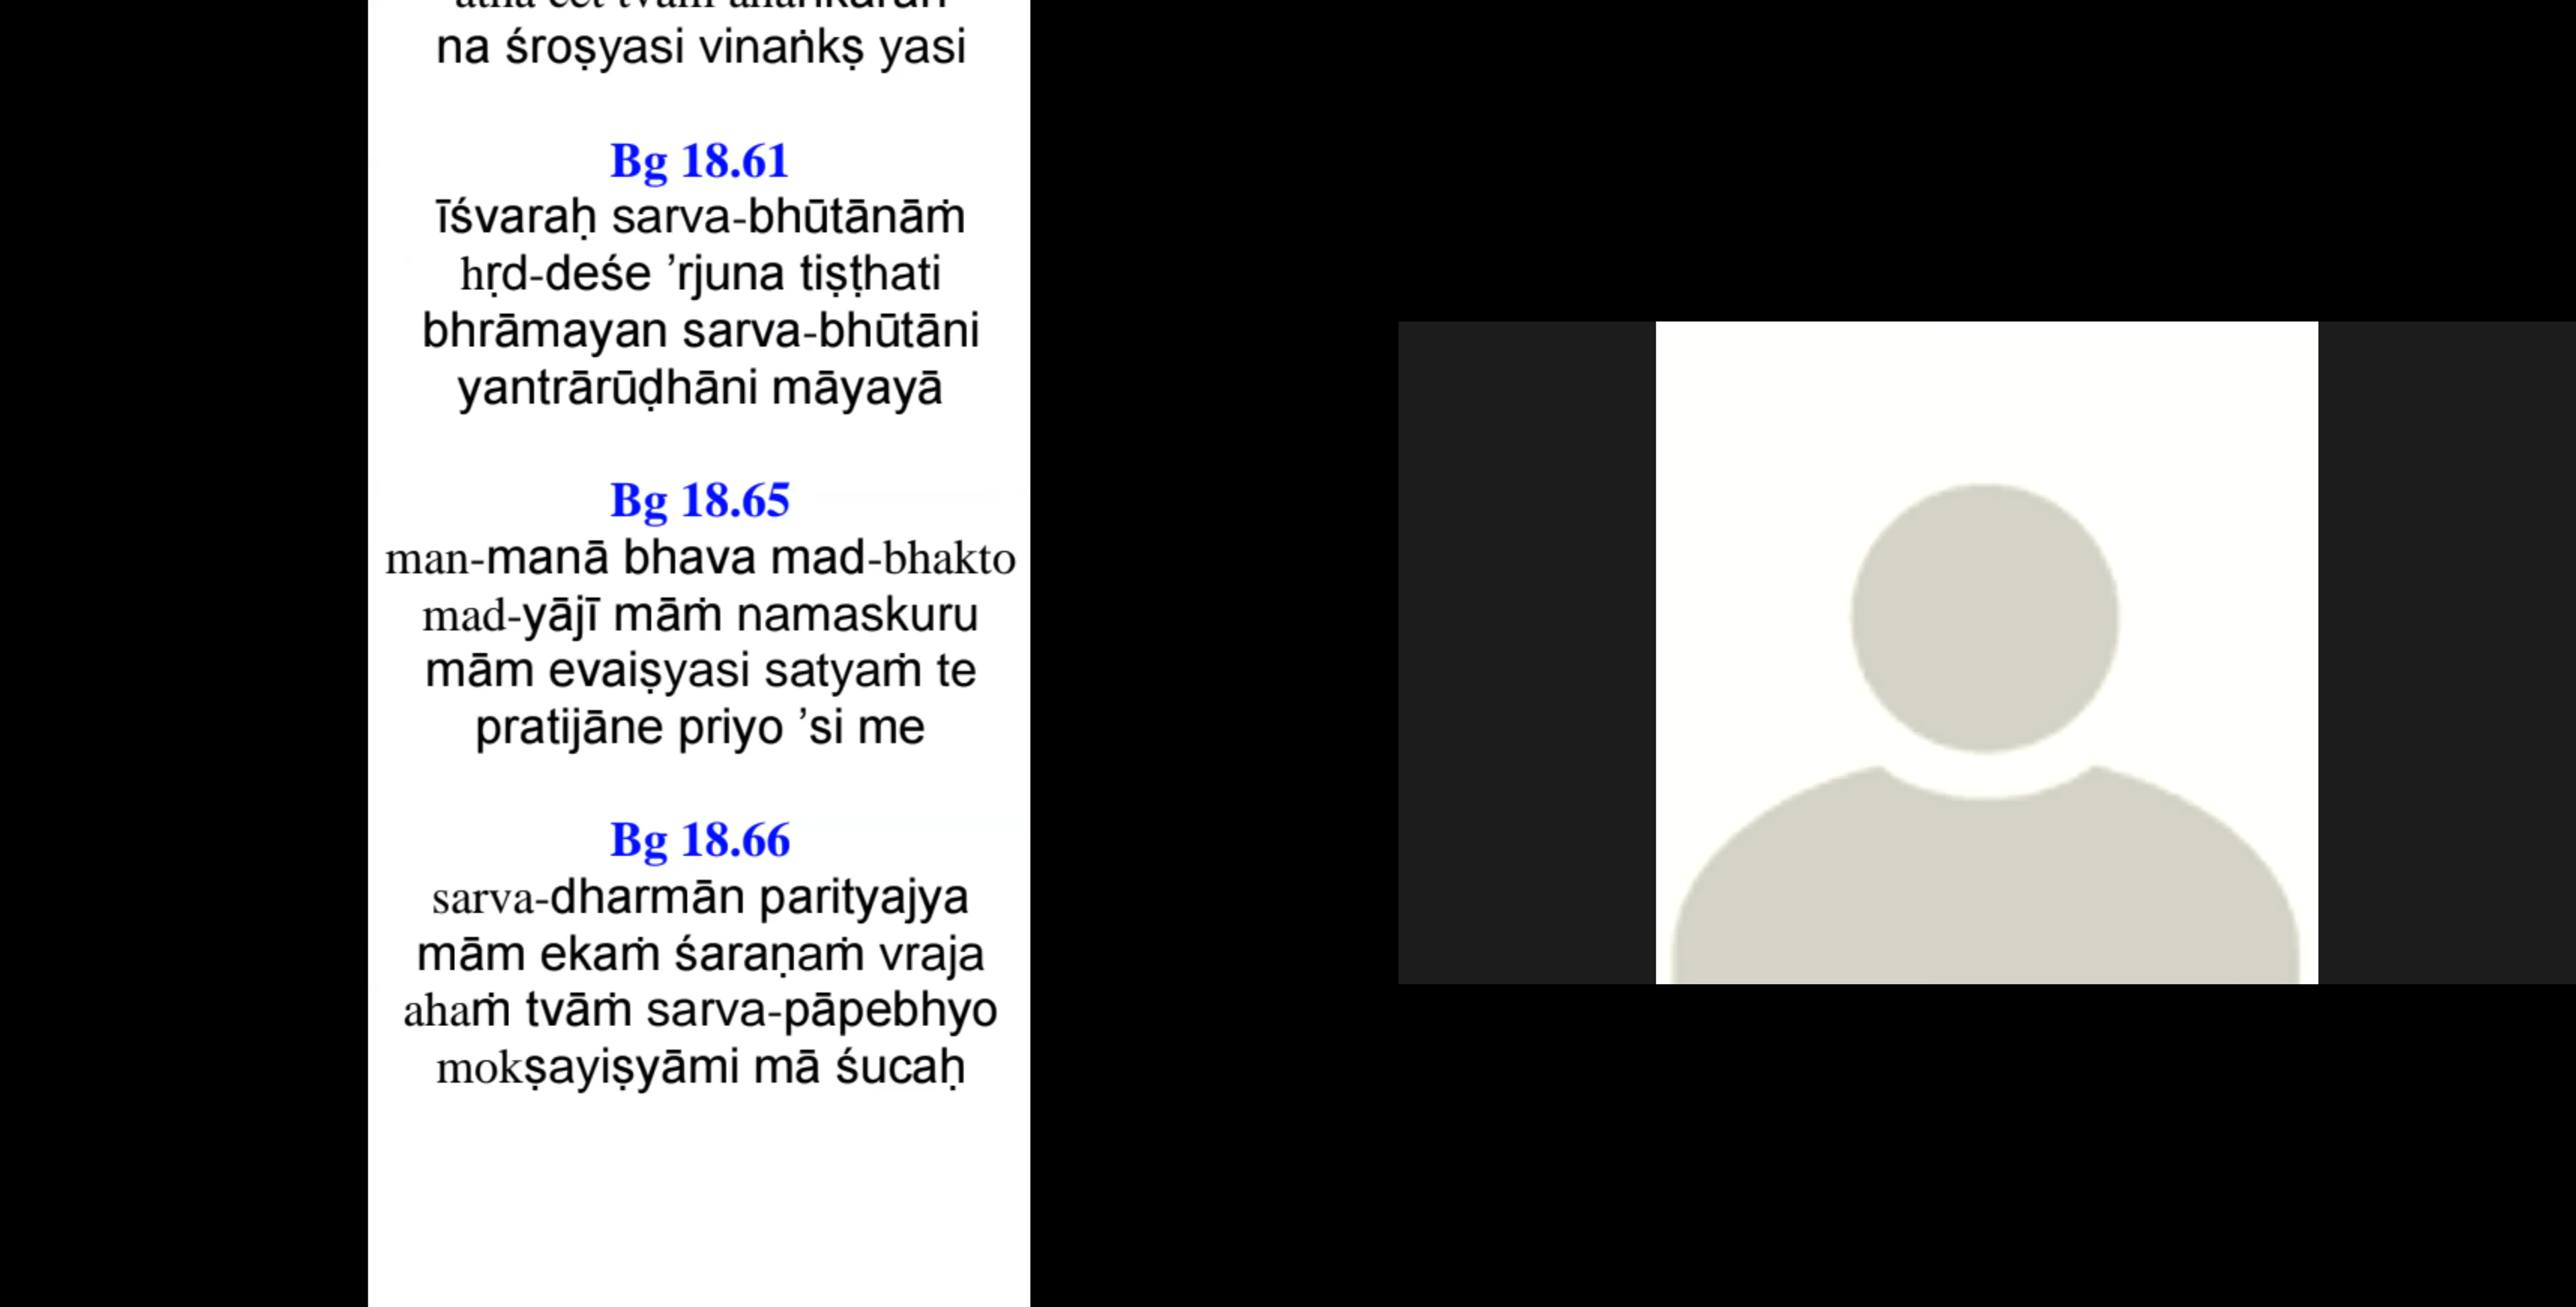 na śroṣyasi vinaṅkṣ yasi
Bg 18.61
īśvaraḥ sarva-bhūtānāṁ
hṛd-deśe ’rjuna tiṣṭhati
bhrāmayan sarva-bhūtāni
yantrārūḍhāni māyayā
Bg 18.65
man-manā bhava mad-bhakto
mad-yājī māṁ namaskuru
mām evaiṣyasi satyaṁ te
pratijāne priyo ’si me
Bg 18.66
sarva-dharmān parityajya
mām ekaṁ śaraṇaṁ vraja
ahaṁ tvāṁ sarva-pāpebhyo
mokṣayiṣyāmi mā śucaḥ